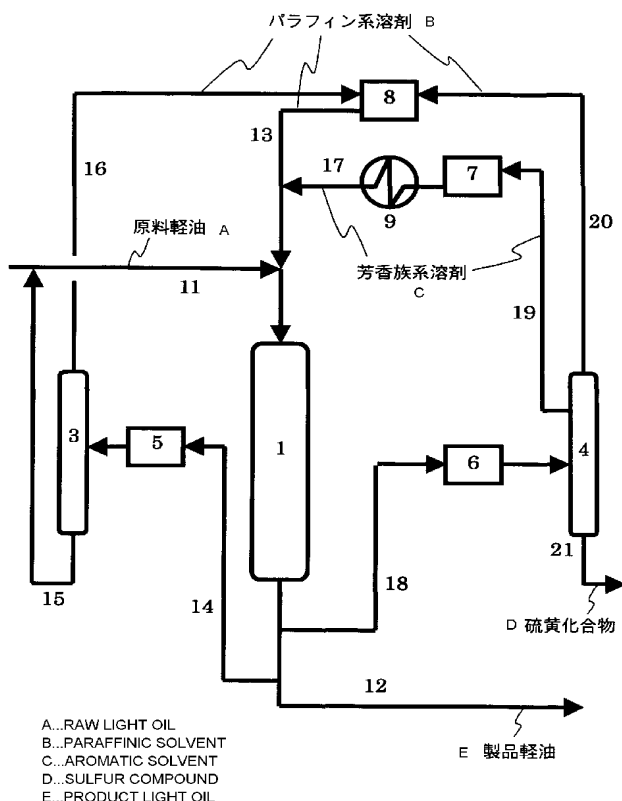 パラフィン系溶剤 B
8
13
16
17
7
9
20
原料軽油 A
11
芳香族系溶剤
C
19
3
5
1
6
4
21
15
14
18
D 硫黄化合物
12
E 製品軽油
A...RAW LIGHT OIL
B...PARAFFINIC SOLVENT
C...AROMATIC SOLVENT
D...SULFUR COMPOUND
E...PRODUCT LIGHT OIL